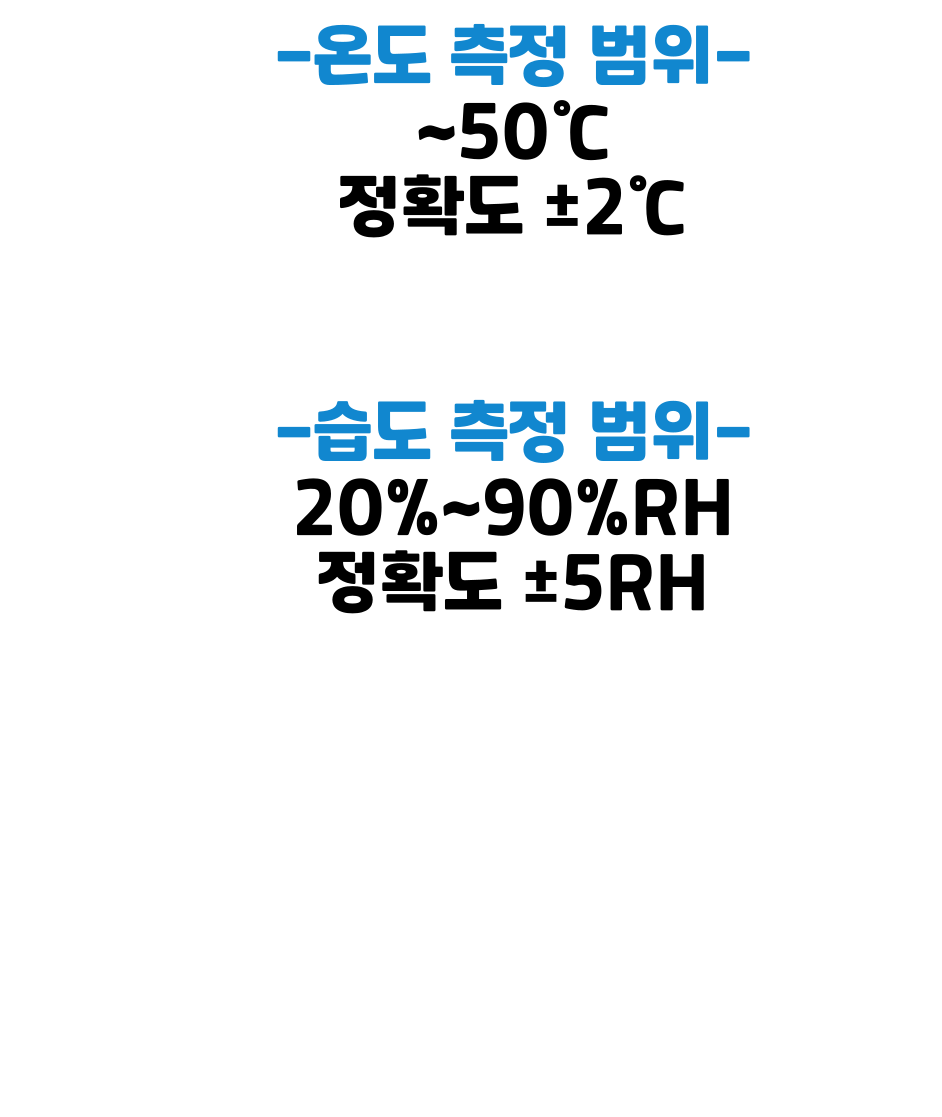 -온도 측정 범위-
~50℃
정확도 ±2℃
-습도 측정 범위-
20%~90%RH
정확도 ±5RH